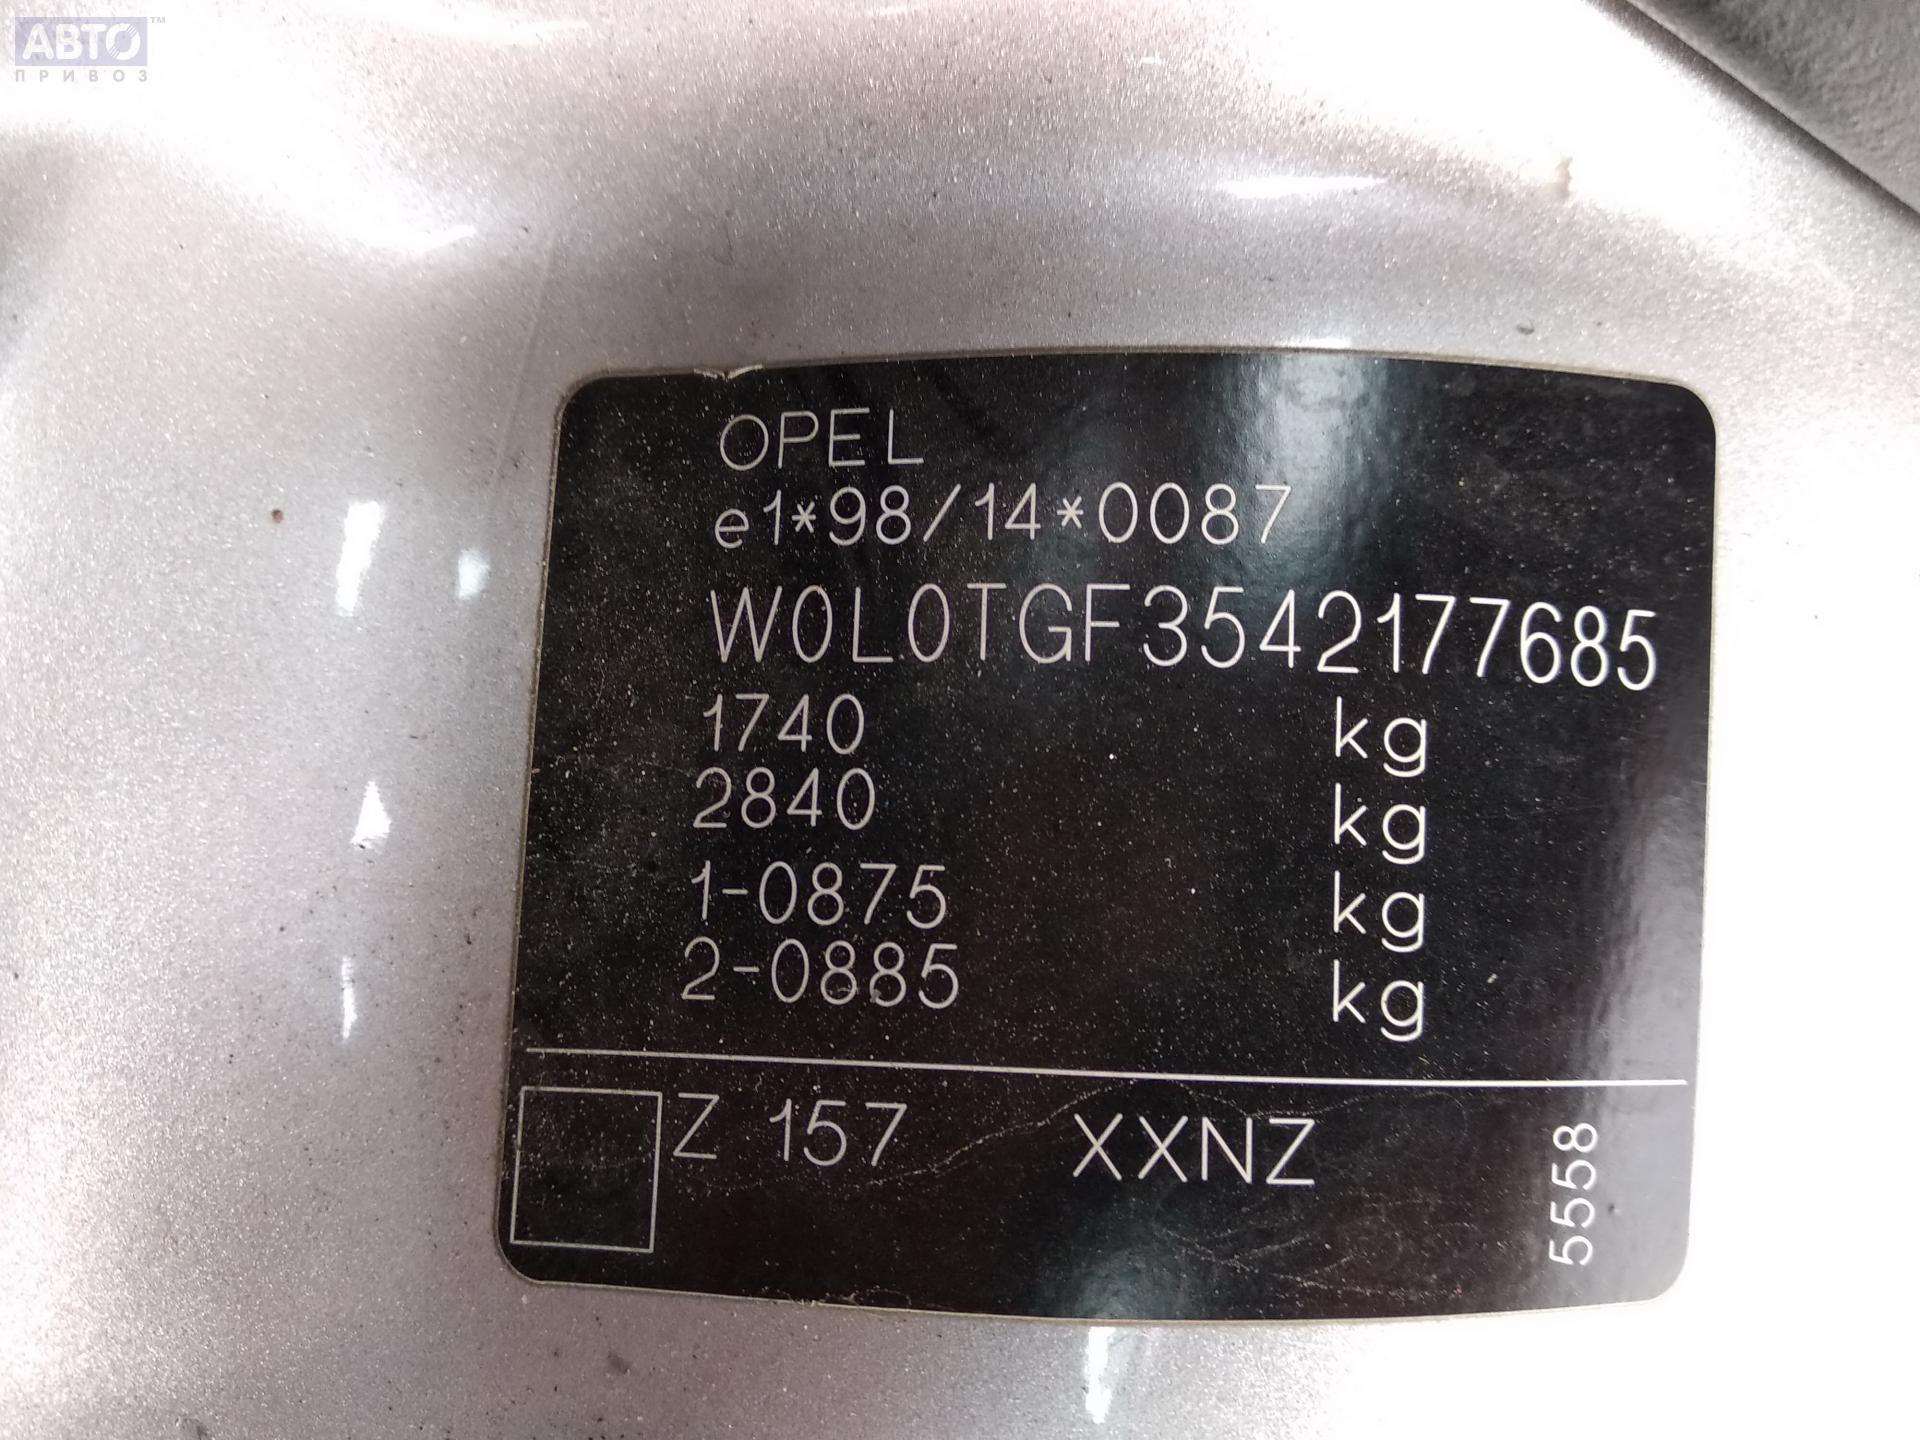 АВТО™
ПРИВОЗ
OPEL
e1*98/14*0087
W0L0TGF3542177685
1740 kg
2840 kg
1-0875 kg
2-0885 kg
Z 157 XXNZ
5558